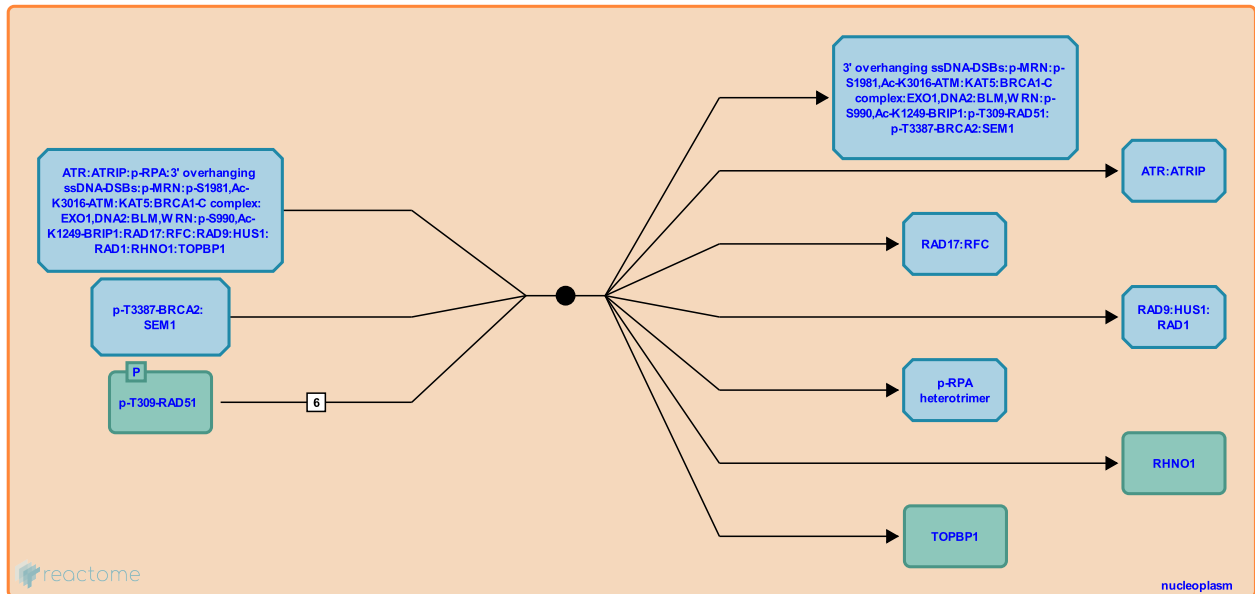 3' overhanging ssDNA-DSBs:p-MRN:p-
S1981,Ac-K3016-ATM:KAT5:BRCA1-C
complex:EXO1,DNA2:BLM,WRN:p-
S990,Ac-K1249-BRIP1:p-T309-RAD51:
p-T3387-BRCA2:SEM1
ATR:ATRIP
ATR:ATRIP:p-RPA:3' overhanging
ssDNA-DSBs:p-MRN:p-S1981,Ac-
K3016-ATM:KAT5:BRCA1-C complex:
EXO1,DNA2:BLM,WRN:p-S990,Ac-
K1249-BRIP1:RAD17:RFC:RAD9:HUS1:
RAD1:RHNO1:TOPBP1
RAD17:RFC
p-T3387-BRCA2:
SEM1
RAD9:HUS1:
RAD1
P
p-T309-RAD51
6
p-RPA
heterotrimer
RHNO1
TOPBP1
reactome
nucleoplasm